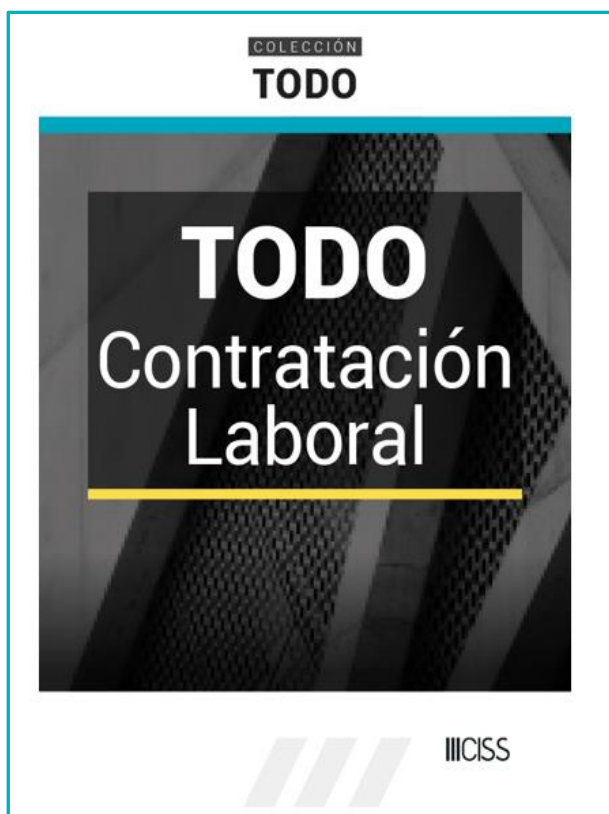 COLECCIÓN
TODO
TODO
Contratación
Laboral
CISS